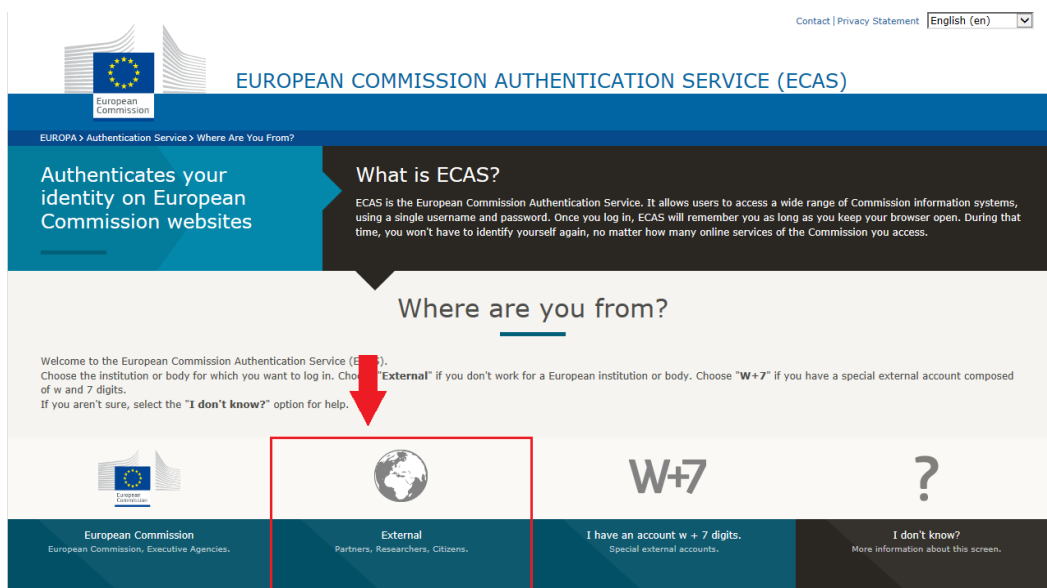 Contact | Privacy Statement English (en)
European
Commission
EUROPEAN COMMISSION AUTHENTICATION SERVICE (ECAS)
EUROPA > Authentication Service > Where Are You From?
Authenticates your
identity on European
Commission websites
What is ECAS?
ECAS is the European Commission Authentication Service. It allows users to access a wide range of Commission information systems,
using a single username and password. Once you log in, ECAS will remember you as long as you keep your browser open. During that
time, you won't have to identify yourself again, no matter how many online services of the Commission you access.
Where are you from?
Welcome to the European Commission Authentication Service (E S).
Choose the institution or body for which you want to log in. Choo "External" if you don't work for a European institution or body. Choose "W+7" if you have a special external account composed
of w and 7 digits.
If you aren't sure, select the "I don't know?" option for help.
European
Commission
W+7
?
European Commission
European Commission, Executive Agencies.
External
Partners, Researchers, Citizens.
I have an account w + 7 digits.
Special external accounts.
I don't know?
More information about this screen.